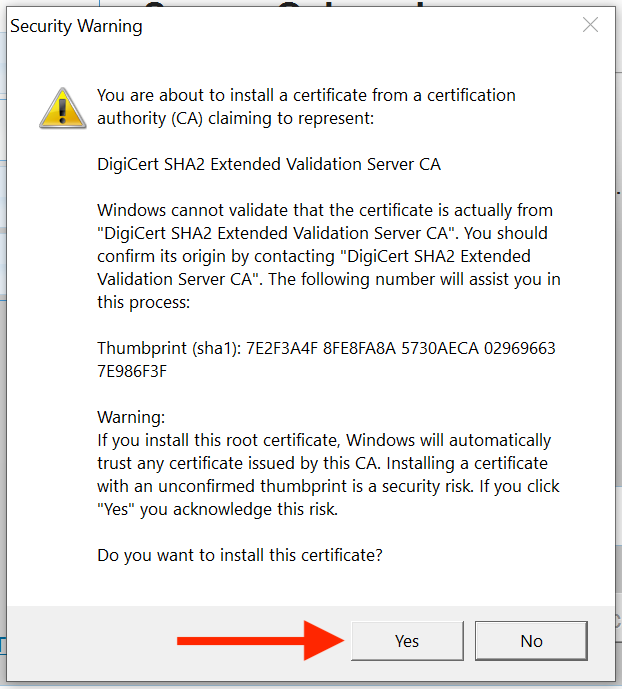 Security Warning
You are about to install a certificate from a certification
authority (CA) claiming to represent:
DigiCert SHA2 Extended Validation Server CA
Windows cannot validate that the certificate is actually from
"DigiCert SHA2 Extended Validation Server CA". You should
confirm its origin by contacting "DigiCert SHA2 Extended
Validation Server CA". The following number will assist you in
this process:
Thumbprint (sha1): 7E2F3A4F 8FE8FA8A 5730AECA 02969663
7E986F3F
Warning:
If you install this root certificate, Windows will automatically
trust any certificate issued by this CA. Installing a certificate
with an unconfirmed thumbprint is a security risk. If you click
"Yes" you acknowledge this risk.
Do you want to install this certificate?
Yes No